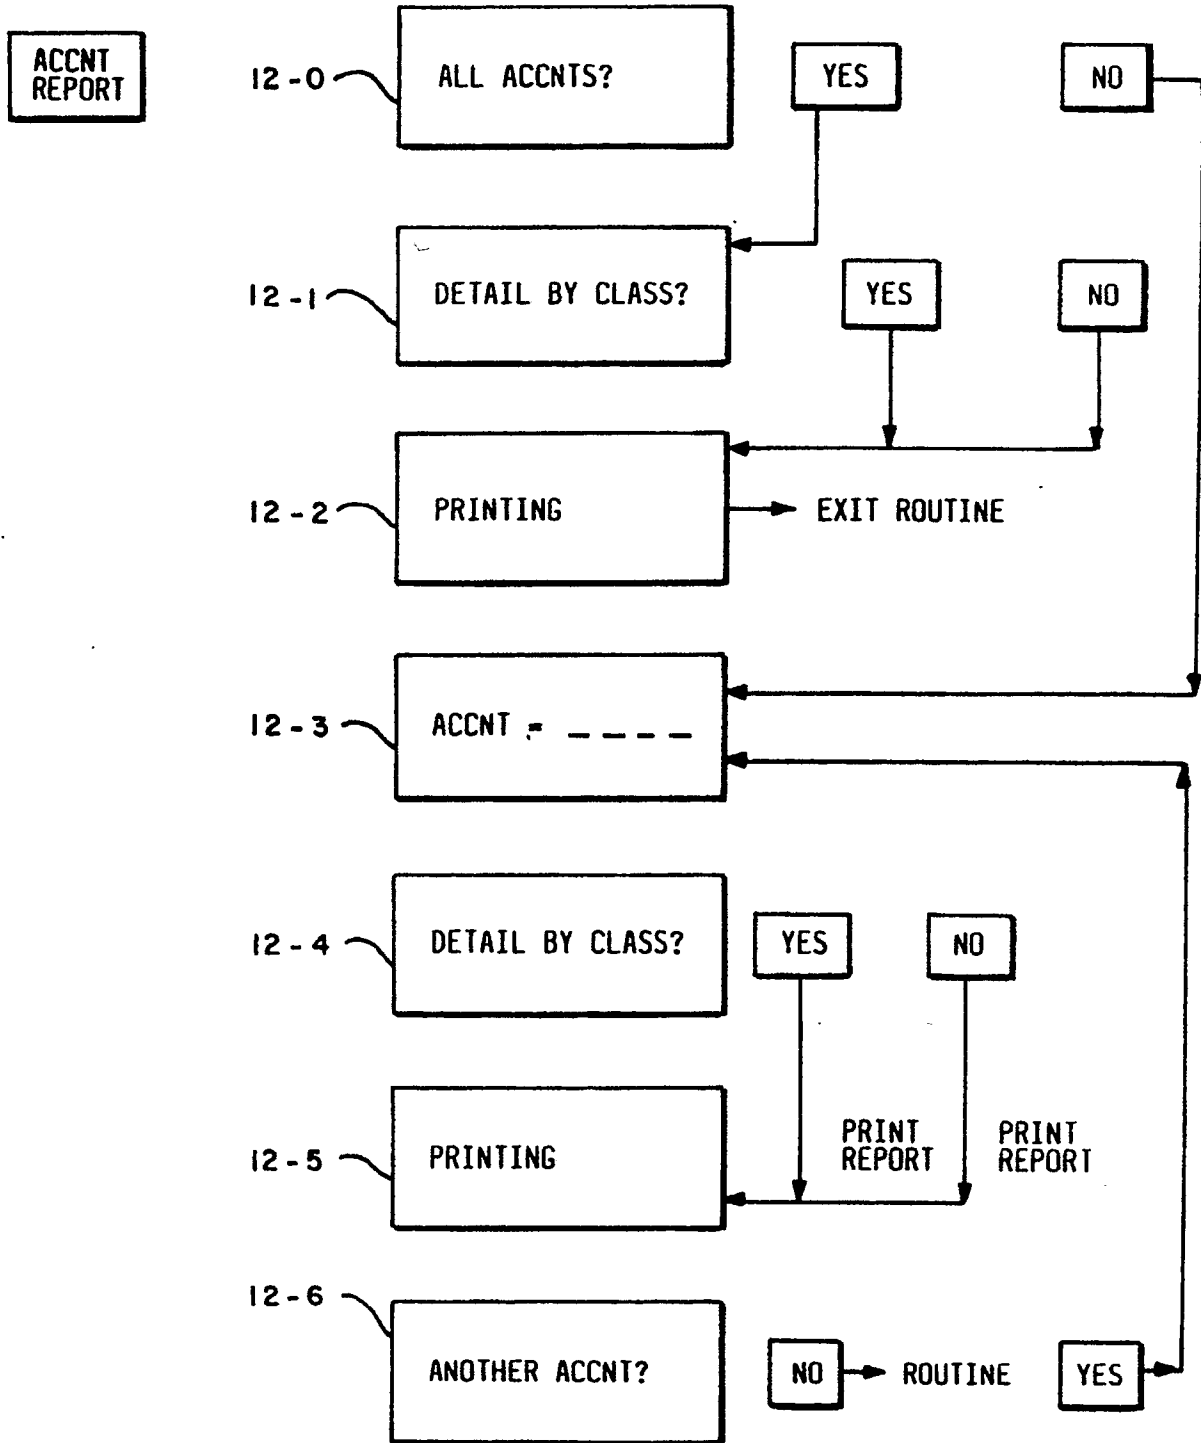 ACCNT
REPORT
12-0
ALL ACCNTS?
YES
NO
12-1
DETAIL BY CLASS?
YES
NO
12-2
PRINTING
EXIT ROUTINE
12-3
ACCNT = _ _ _ _
12-4
DETAIL BY CLASS?
YES
NO
12-5
PRINTING
PRINT
REPORT
PRINT
REPORT
12-6
ANOTHER ACCNT?
NO
ROUTINE
YES